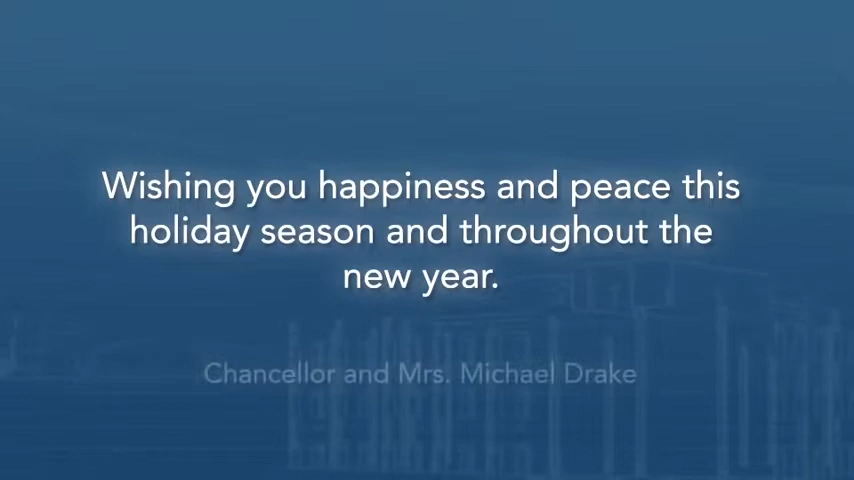 Wishing you happiness and peace this
holiday season and throughout the
new year.
Chancellor and Mrs. Michael Drake